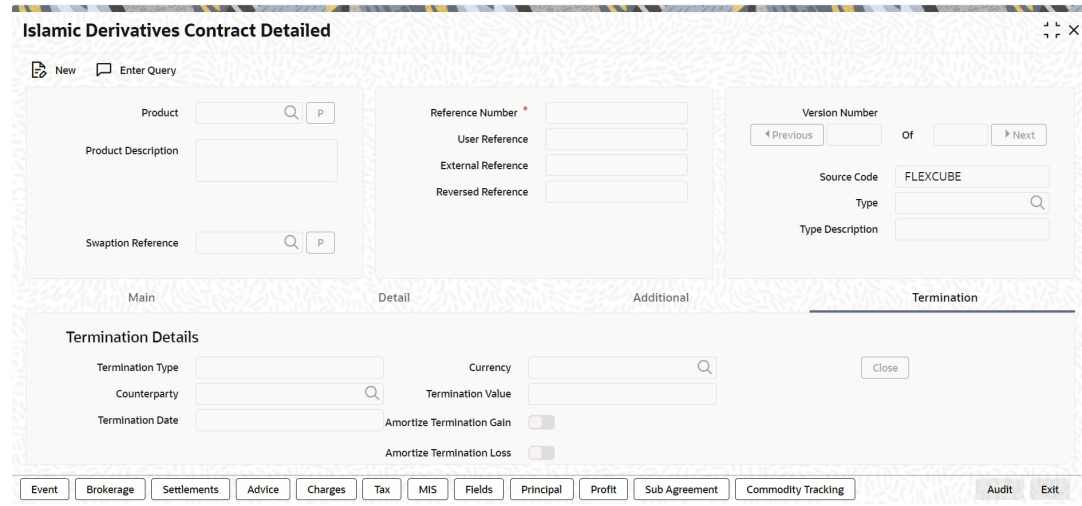 Islamic Derivatives Contract Detailed
New Enter Query
Product P
Product Description
Swaption Reference P
Reference Number *
User Reference
External Reference
Reversed Reference
Version Number
Previous Of Next
Source Code FLEXCUBE
Type
Type Description
Main Detail Additional Termination
Termination Details
Termination Type
Counterparty
Termination Date
Currency
Termination Value
Amortize Termination Gain
Amortize Termination Loss
Close
Event Brokerage Settlements Advice Charges Tax MIS Fields Principal Profit Sub Agreement Commodity Tracking Audit Exit